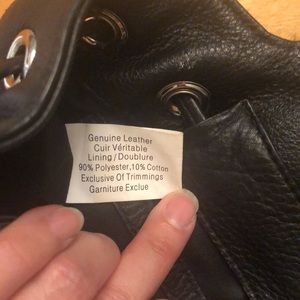 Genuine Leather
Cuir Véritable
Lining/Doublure
90% Polyester,10% Cotton
Exclusive Of Trimmings
Garniture Exclue